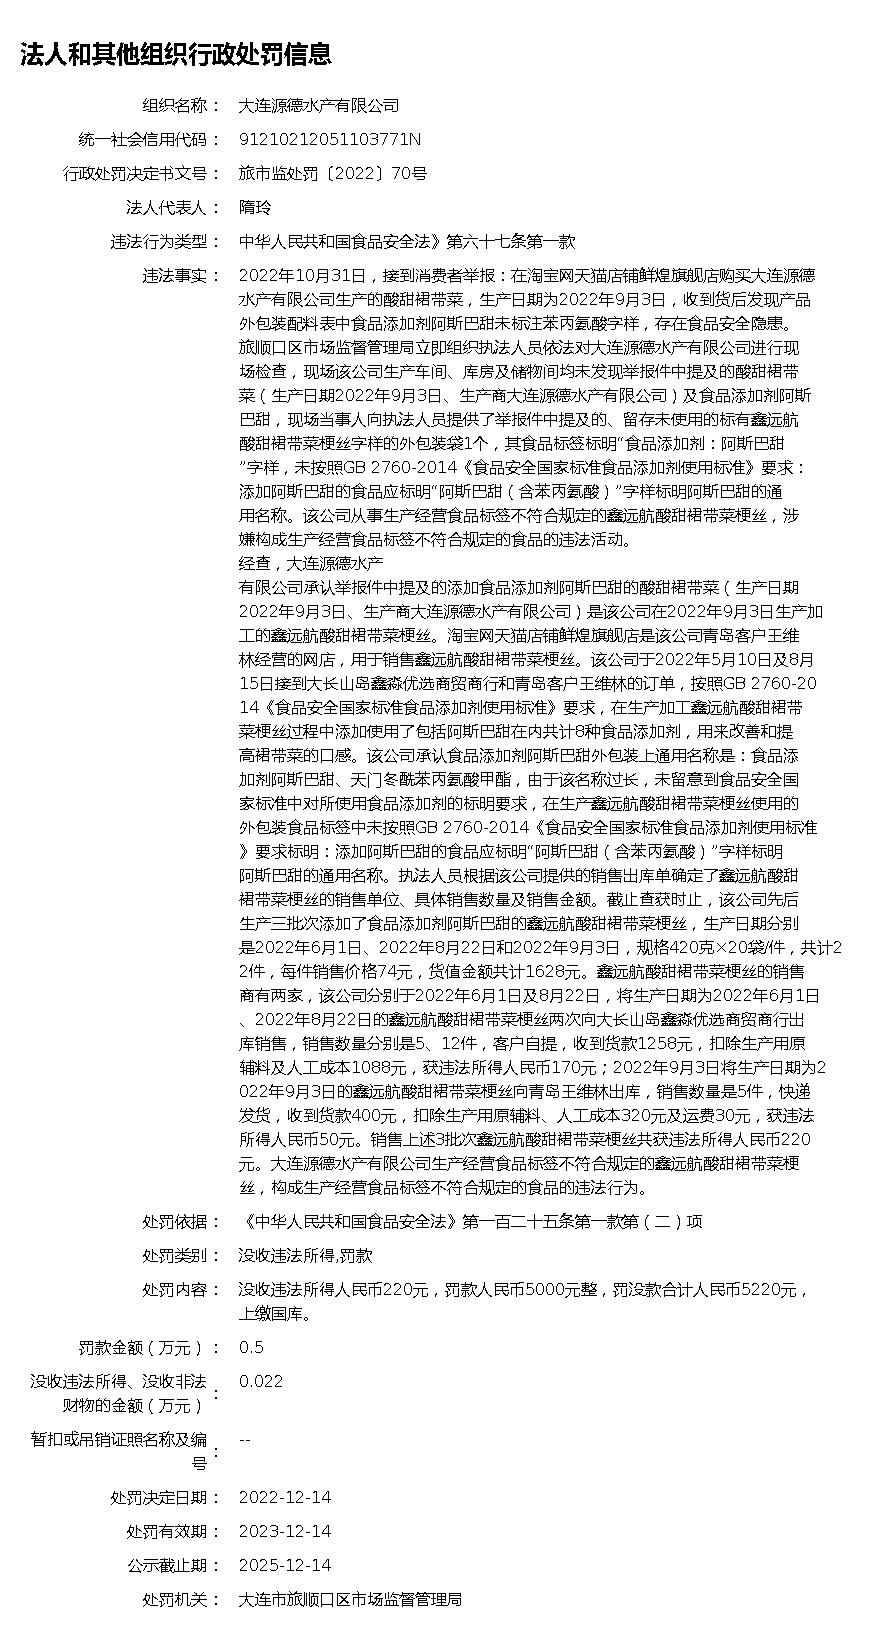 法人和其他组织行政处罚信息
组织名称： 大连源德水产有限公司
统一社会信用代码： 91210212051103771N
行政处罚决定书文号： 旅市监处罚〔2022〕70号
法人代表人： 隋玲
违法行为类型： 中华人民共和国食品安全法》第六十七条第一款
违法事实： 2022年10月31日，接到消费者举报：在淘宝网天猫店铺鲜煌旗舰店购买大连源德
水产有限公司生产的酸甜裙带菜，生产日期为2022年9月3日，收到货后发现产品
外包装配料表中食品添加剂阿斯巴甜未标注苯丙氨酸字样，存在食品安全隐患。
旅顺口区市场监督管理局立即组织执法人员依法对大连源德水产有限公司进行现
场检查，现场该公司生产车间、库房及储物间均未发现举报件中提及的酸甜裙带
菜（生产日期2022年9月3日、生产商大连源德水产有限公司）及食品添加剂阿斯
巴甜，现场当事人向执法人员提供了举报件中提及的、留存未使用的标有鑫远航
酸甜裙带菜梗丝字样的外包装袋1个，其食品标签标明“食品添加剂：阿斯巴甜
”字样，未按照GB 2760-2014《食品安全国家标准食品添加剂使用标准》要求：
添加阿斯巴甜的食品应标明“阿斯巴甜（含苯丙氨酸）”字样标明阿斯巴甜的通
用名称。该公司从事生产经营食品标签不符合规定的鑫远航酸甜裙带菜梗丝，涉
嫌构成生产经营食品标签不符合规定的食品的违法活动。
经查，大连源德水产
有限公司承认举报件中提及的添加食品添加剂阿斯巴甜的酸甜裙带菜（生产日期
2022年9月3日、生产商大连源德水产有限公司）是该公司在2022年9月3日生产加
工的鑫远航酸甜裙带菜梗丝。淘宝网天猫店铺鲜煌旗舰店是该公司青岛客户王维
林经营的网店，用于销售鑫远航酸甜裙带菜梗丝。该公司于2022年5月10日及8月
15日接到大长山岛鑫淼优选商贸商行和青岛客户王维林的订单，按照GB 2760-20
14《食品安全国家标准食品添加剂使用标准》要求，在生产加工鑫远航酸甜裙带
菜梗丝过程中添加使用了包括阿斯巴甜在内共计8种食品添加剂，用来改善和提
高裙带菜的口感。该公司承认食品添加剂阿斯巴甜外包装上通用名称是：食品添
加剂阿斯巴甜、天门冬酰苯丙氨酸甲酯，由于该名称过长，未留意到食品安全国
家标准中对所使用食品添加剂的标明要求，在生产鑫远航酸甜裙带菜梗丝使用的
外包装食品标签中未按照GB 2760-2014《食品安全国家标准食品添加剂使用标准
》要求标明：添加阿斯巴甜的食品应标明“阿斯巴甜（含苯丙氨酸）”字样标明
阿斯巴甜的通用名称。执法人员根据该公司提供的销售出库单确定了鑫远航酸甜
裙带菜梗丝的销售单位、具体销售数量及销售金额。截止查获时止，该公司先后
生产三批次添加了食品添加剂阿斯巴甜的鑫远航酸甜裙带菜梗丝，生产日期分别
是2022年6月1日、2022年8月22日和2022年9月3日，规格420克×20袋/件，共计2
2件，每件销售价格74元，货值金额共计1628元。鑫远航酸甜裙带菜梗丝的销售
商有两家，该公司分别于2022年6月1日及8月22日，将生产日期为2022年6月1日
、2022年8月22日的鑫远航酸甜裙带菜梗丝两次向大长山岛鑫淼优选商贸商行出
库销售，销售数量分别是5、12件，客户自提，收到货款1258元，扣除生产用原
辅料及人工成本1088元，获违法所得人民币170元；2022年9月3日将生产日期为2
022年9月3日的鑫远航酸甜裙带菜梗丝向青岛王维林出库，销售数量是5件，快递
发货，收到货款400元，扣除生产用原辅料、人工成本320元及运费30元，获违法
所得人民币50元。销售上述3批次鑫远航酸甜裙带菜梗丝共获违法所得人民币220
元。大连源德水产有限公司生产经营食品标签不符合规定的鑫远航酸甜裙带菜梗
丝，构成生产经营食品标签不符合规定的食品的违法行为。
处罚依据： 《中华人民共和国食品安全法》第一百二十五条第一款第（二）项
处罚类别： 没收违法所得,罚款
处罚内容： 没收违法所得人民币220元，罚款人民币5000元整，罚没款合计人民币5220元，
上缴国库。
罚款金额（万元）： 0.5
没收违法所得、没收非法
财物的金额（万元）： 0.022
暂扣或吊销证照名称及编
号： --
处罚决定日期： 2022-12-14
处罚有效期： 2023-12-14
公示截止期： 2025-12-14
处罚机关： 大连市旅顺口区市场监督管理局